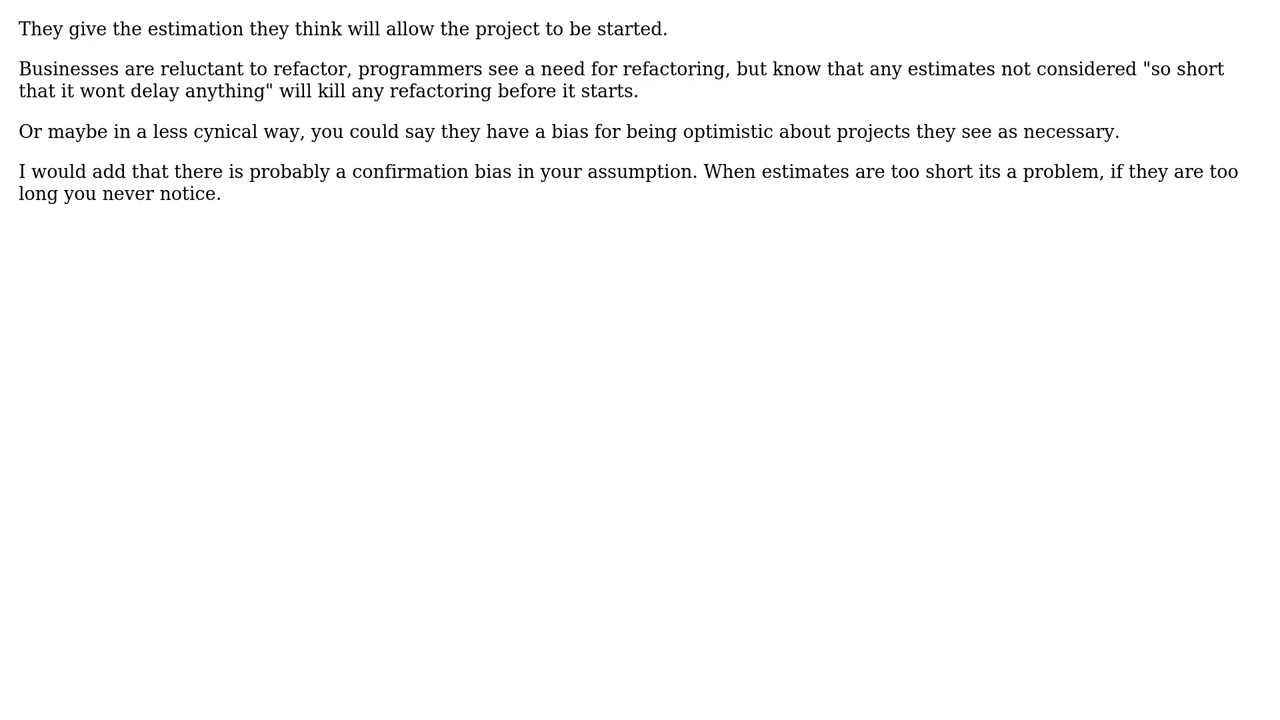 They give the estimation they think will allow the project to be started.
Businesses are reluctant to refactor, programmers see a need for refactoring, but know that any estimates not considered "so short
that it wont delay anything" will kill any refactoring before it starts.
Or maybe in a less cynical way, you could say they have a bias for being optimistic about projects they see as necessary.
I would add that there is probably a confirmation bias in your assumption. When estimates are too short its a problem, if they are too
long you never notice.